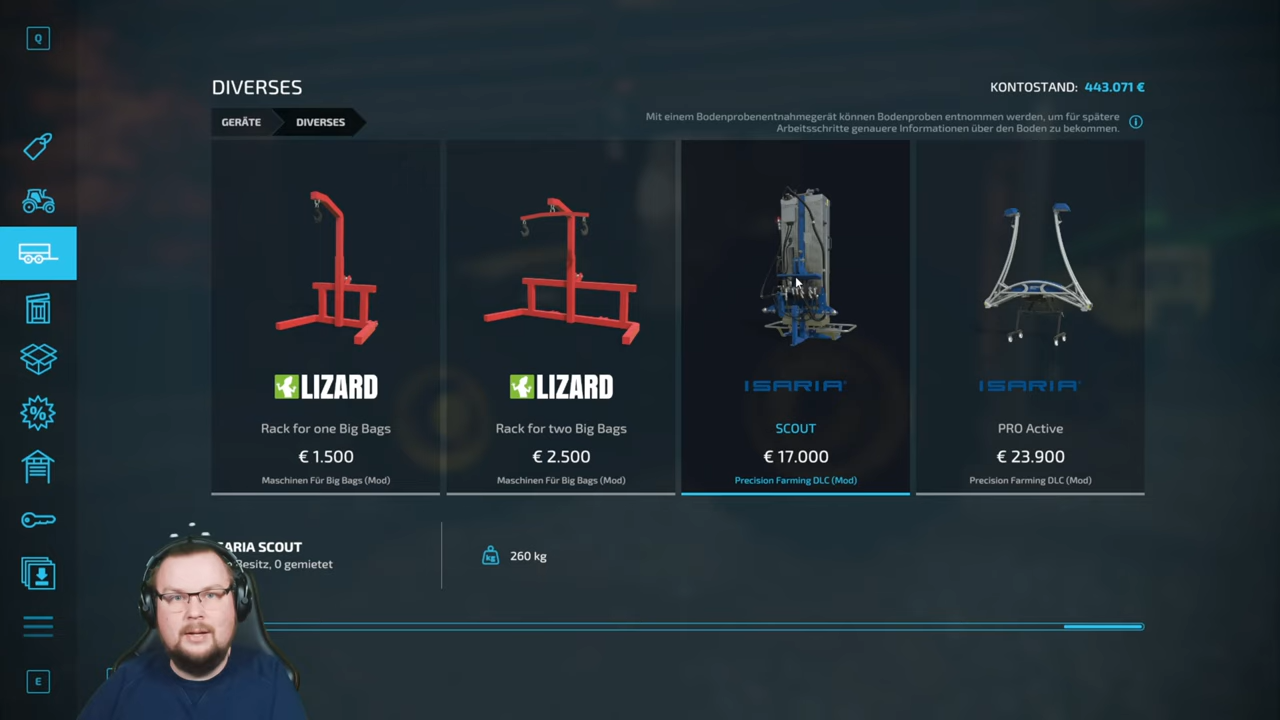 Q
DIVERSES
KONTOSTAND: 443.071 €
GERÄTE
DIVERSES
Mit einem Bodenprobenentnahmegerät können Bodenproben entnommen werden, um für spätere
Arbeitsschritte genauere Informationen über den Boden zu bekommen.
LIZARD
Rack for one Big Bags
€ 1.500
Maschinen Für Big Bags (Mod)
LIZARD
Rack for two Big Bags
€ 2.500
Maschinen Für Big Bags (Mod)
ISARIA
SCOUT
€ 17.000
Precision Farming DLC (Mod)
ISARIA
PRO Active
€ 23.900
Precision Farming DLC (Mod)
ARIA SCOUT
Besitz, 0 gemietet
kg
260 kg
E